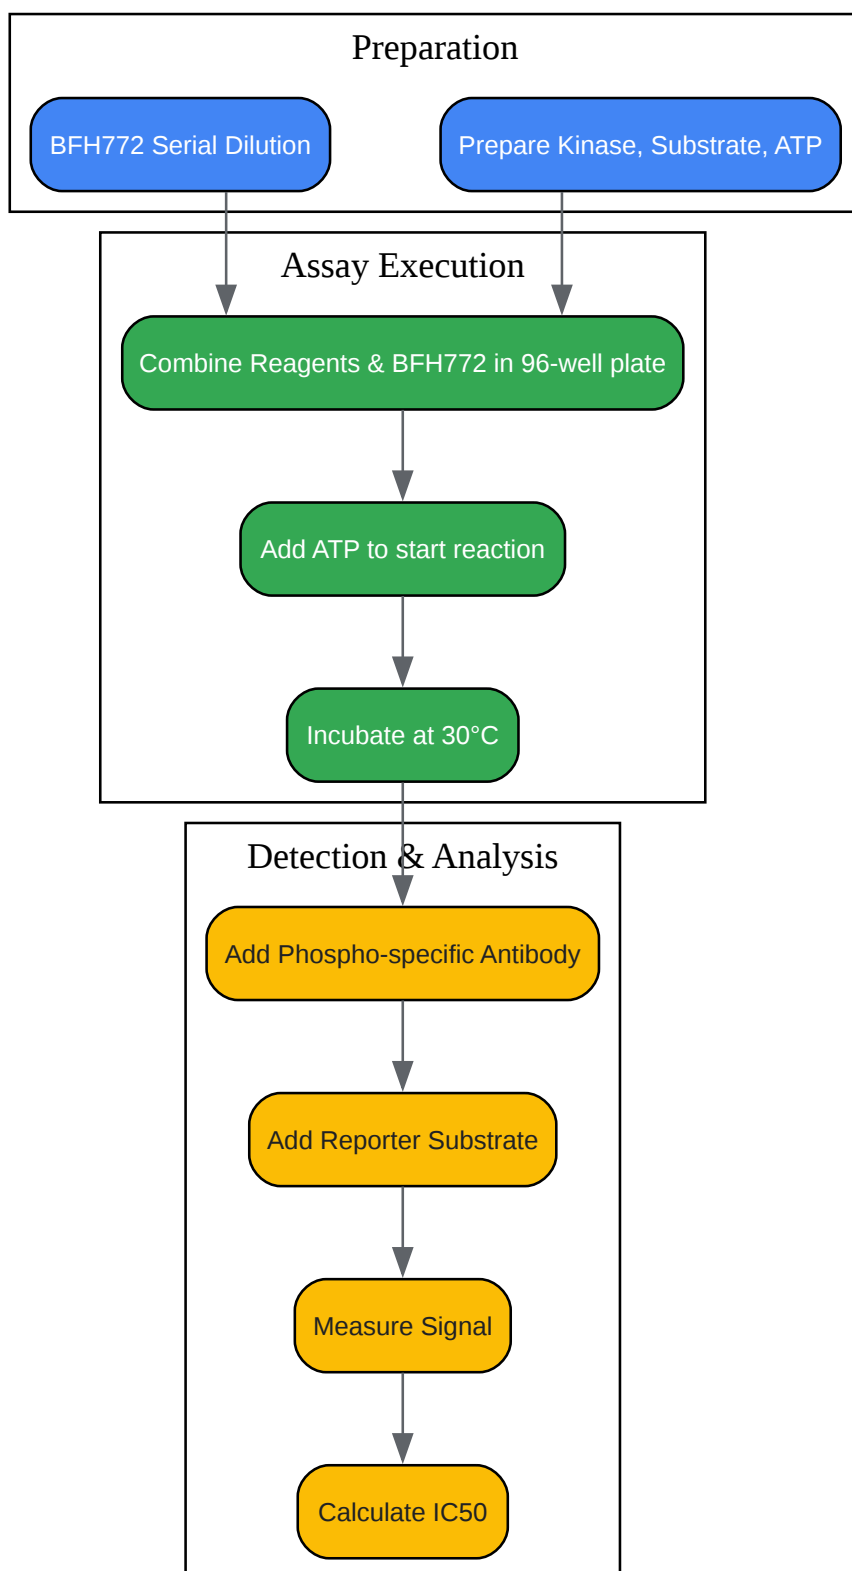 Preparation
BFH772 Serial Dilution
Prepare Kinase, Substrate, ATP
Assay Execution
Combine Reagents & BFH772 in 96-well plate
Add ATP to start reaction
Incubate at 30°C
Detection & Analysis
Add Phospho-specific Antibody
Add Reporter Substrate
Measure Signal
Calculate IC50